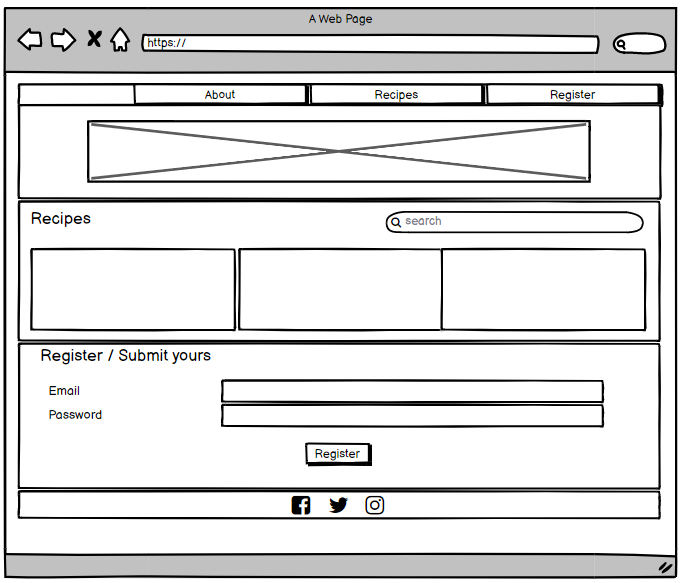 A Web Page
https://
About
Recipes
Register
Recipes
search
Register / Submit yours
Email
Password
Register